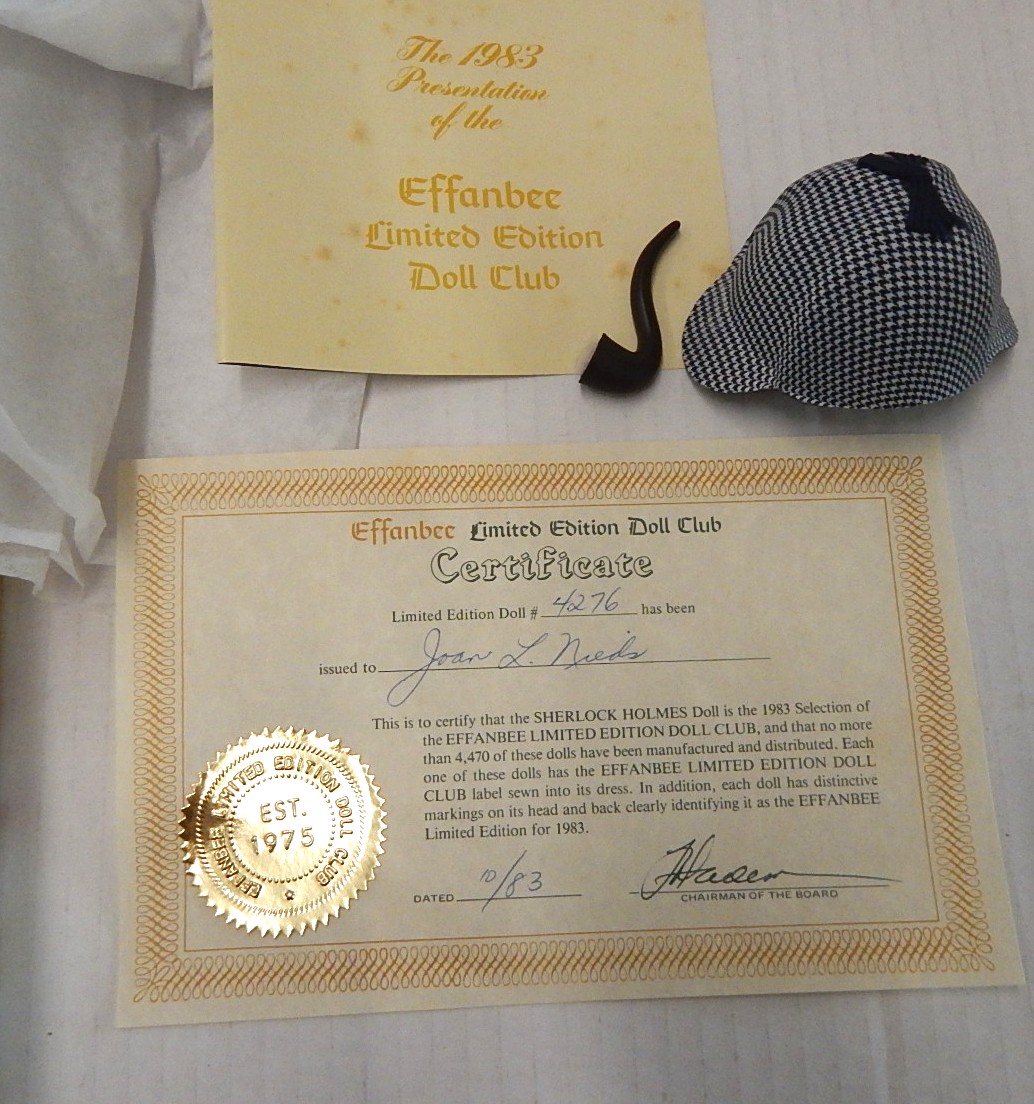 The 1983
Presentation
of the
Effanbee
Limited Edition
Doll Club
Effanbee Limited Edition Doll Club
Certificate
Limited Edition Doll # 4276 has been
issued to Joan L. Nieds
This is to certify that the SHERLOCK HOLMES Doll is the 1983 Selection of
the EFFANBEE LIMITED EDITION DOLL CLUB, and that no more
than 4,470 of these dolls have been manufactured and distributed. Each
one of these dolls has the EFFANBEE LIMITED EDITION DOLL
CLUB label sewn into its dress. In addition, each doll has distinctive
markings on its head and back clearly identifying it as the EFFANBEE
Limited Edition for 1983.
EFFANBEE LIMITED EDITION DOLL CLUB
EST.
1975
DATED 10/83
CHAIRMAN OF THE BOARD